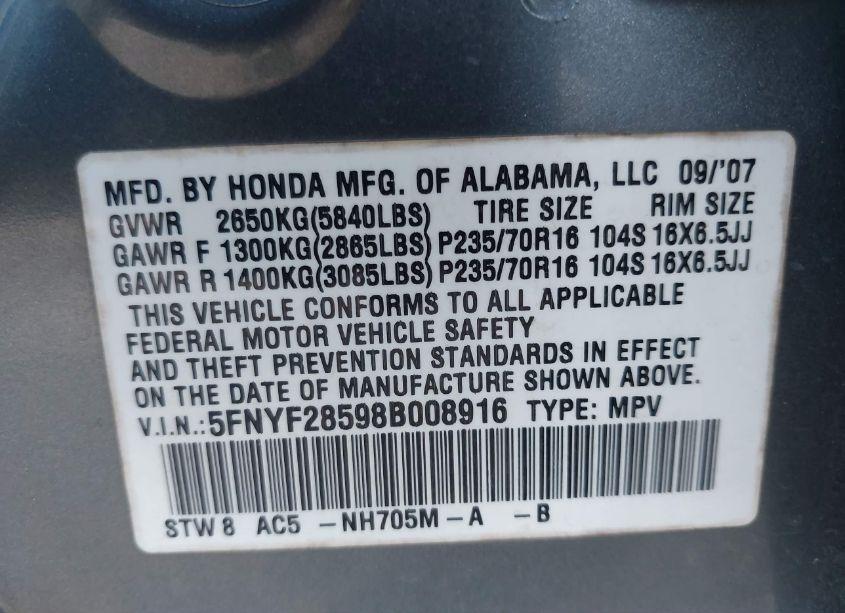 MFD. BY HONDA MFG. OF ALABAMA, LLC 09/'07
GVWR 2650KG(5840LBS) TIRE SIZE RIM SIZE
GAWR F 1300KG(2865LBS) P235/70R16 104S 16X6.5JJ
GAWR R 1400KG(3085LBS) P235/70R16 104S 16X6.5JJ
THIS VEHICLE CONFORMS TO ALL APPLICABLE
FEDERAL MOTOR VEHICLE SAFETY
AND THEFT PREVENTION STANDARDS IN EFFECT
ON THE DATE OF MANUFACTURE SHOWN ABOVE.
V.I.N.:5FNYF28598B008916 TYPE: MPV
STW8 AC5 -NH705M-A -B